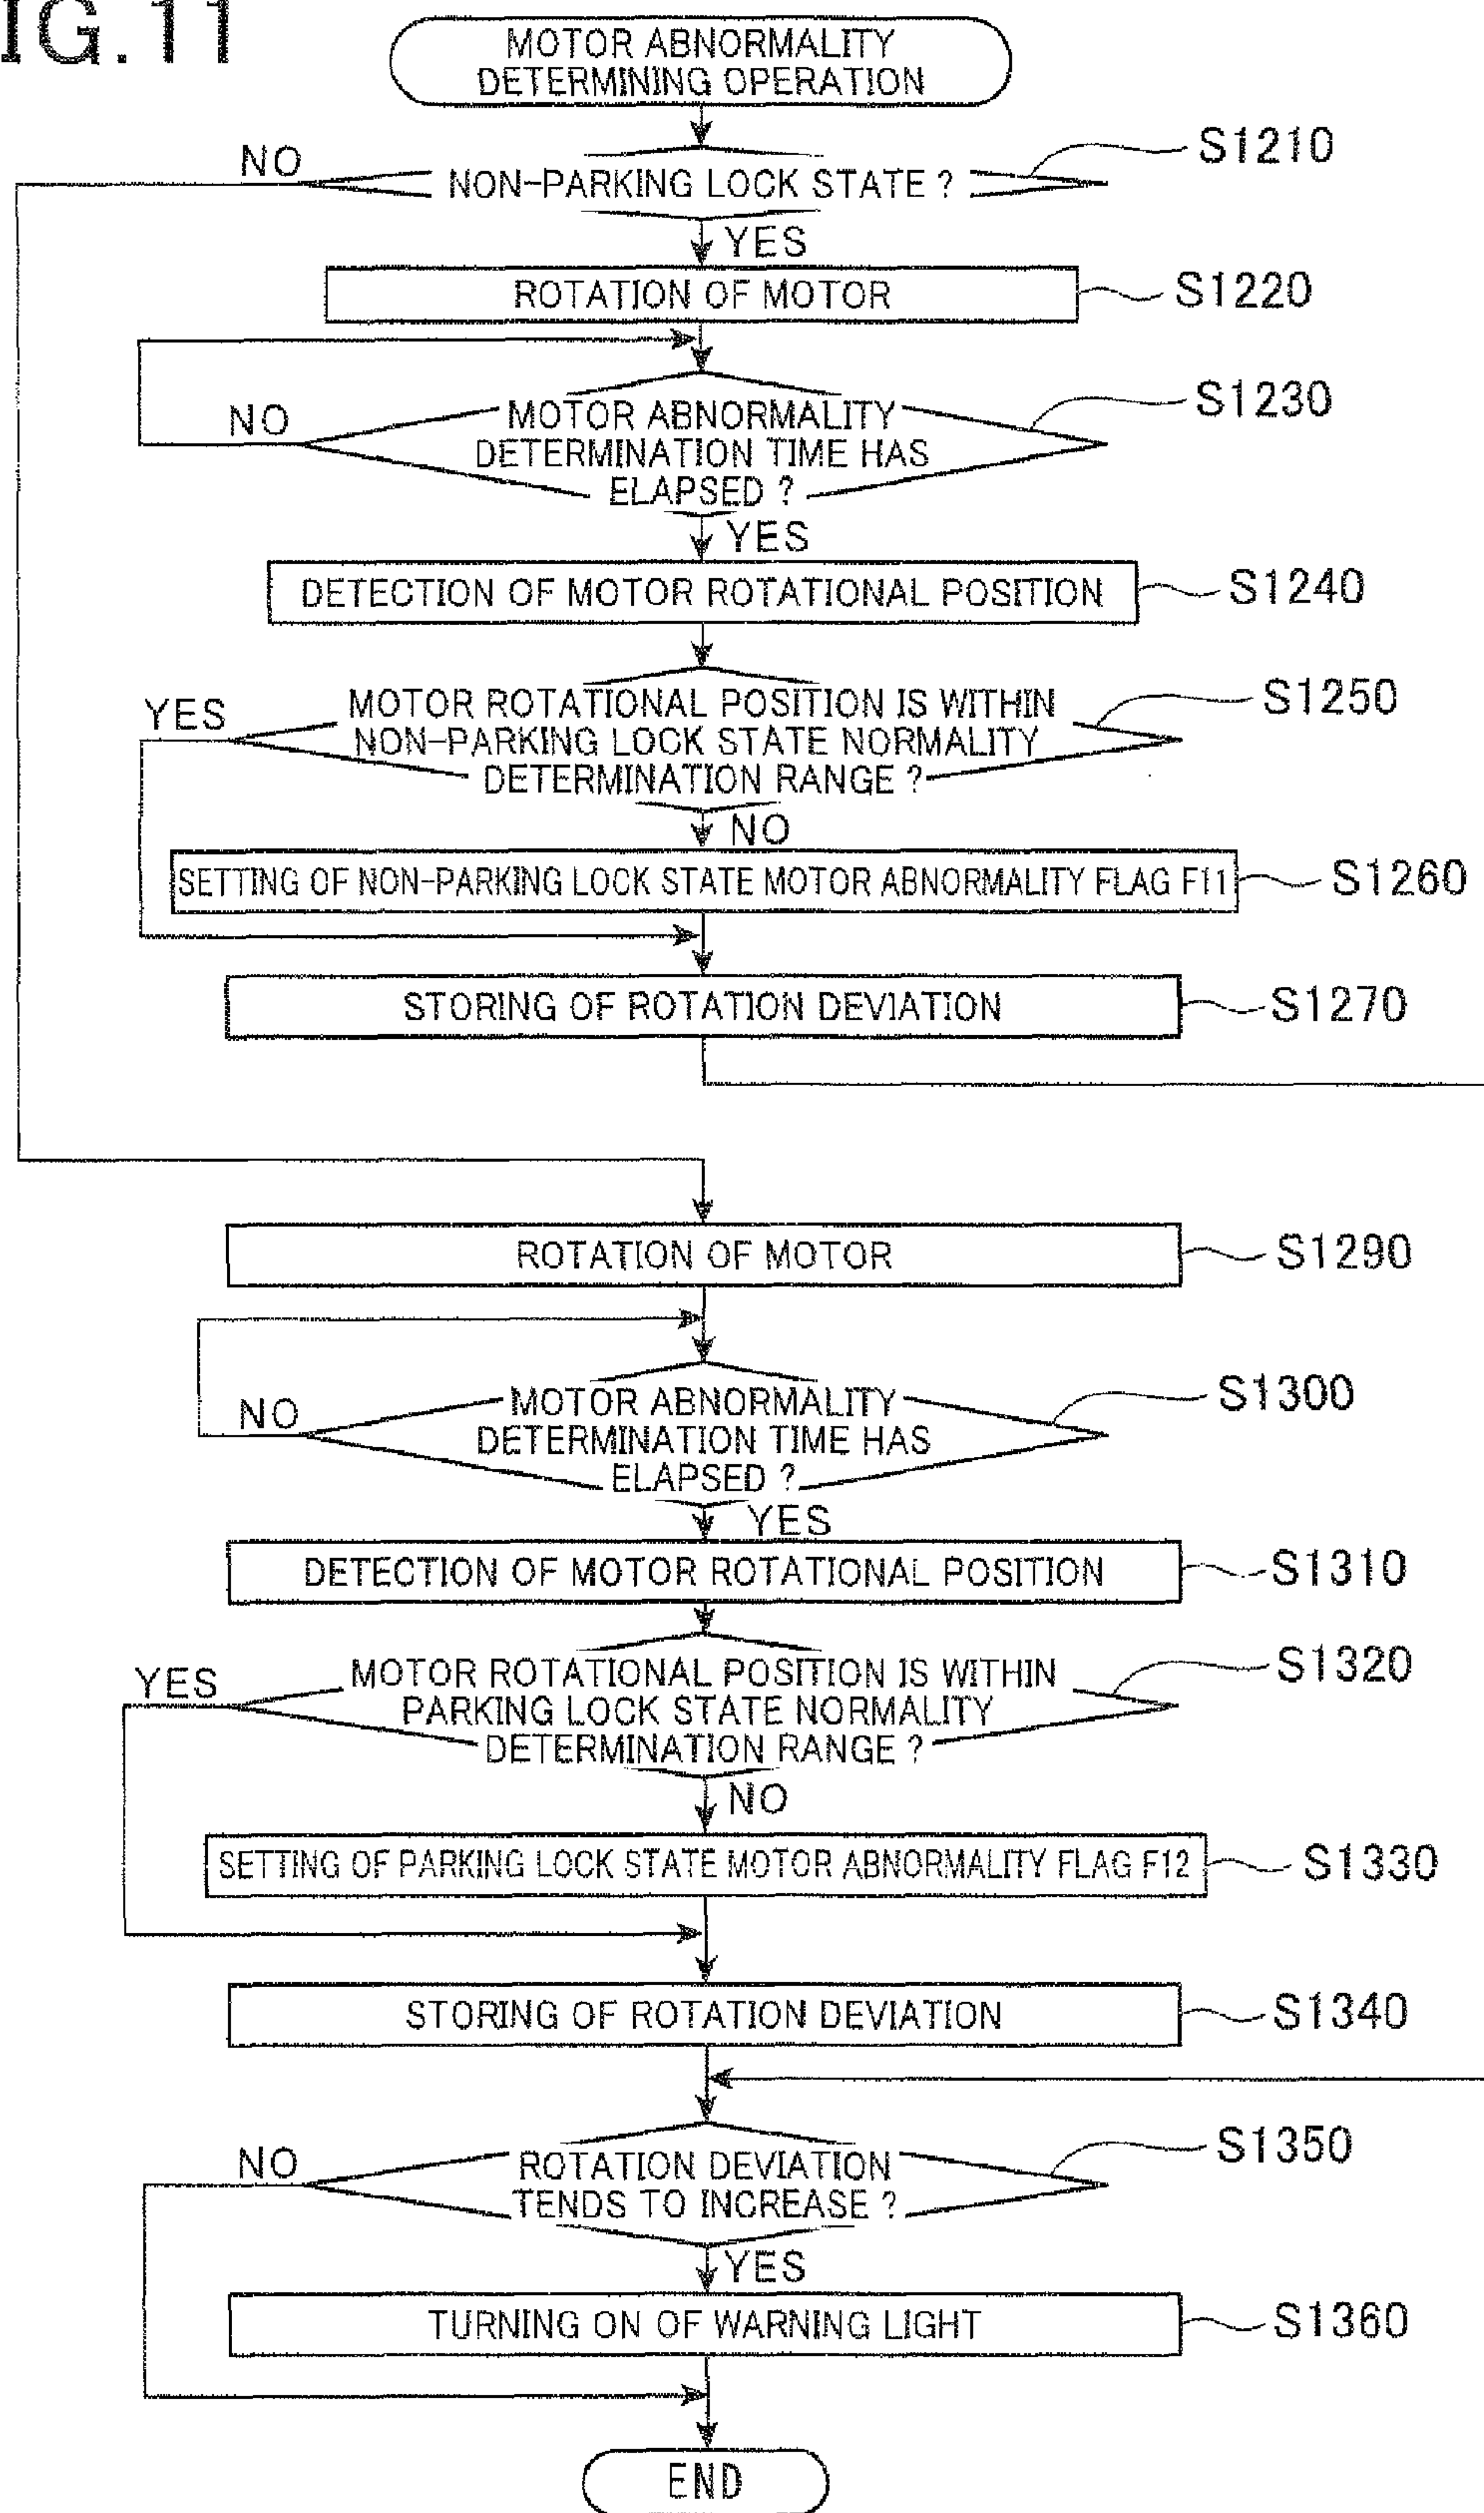 IG.11
MOTOR ABNORMALITY
DETERMINING OPERATION
S1210
NO
NON-PARKING LOCK STATE ?
YES
ROTATION OF MOTOR
S1220
S1230
NO
MOTOR ABNORMALITY
DETERMINATION TIME HAS
ELAPSED ?
YES
DETECTION OF MOTOR ROTATIONAL POSITION
S1240
S1250
YES
MOTOR ROTATIONAL POSITION IS WITHIN
NON-PARKING LOCK STATE NORMALITY
DETERMINATION RANGE ?
NO
SETTING OF NON-PARKING LOCK STATE MOTOR ABNORMALITY FLAG F11
S1260
STORING OF ROTATION DEVIATION
S1270
ROTATION OF MOTOR
S1290
S1300
NO
MOTOR ABNORMALITY
DETERMINATION TIME HAS
ELAPSED ?
YES
DETECTION OF MOTOR ROTATIONAL POSITION
S1310
S1320
YES
MOTOR ROTATIONAL POSITION IS WITHIN
PARKING LOCK STATE NORMALITY
DETERMINATION RANGE ?
NO
SETTING OF PARKING LOCK STATE MOTOR ABNORMALITY FLAG F12
S1330
STORING OF ROTATION DEVIATION
S1340
S1350
NO
ROTATION DEVIATION
TENDS TO INCREASE ?
YES
TURNING ON OF WARNING LIGHT
S1360
END